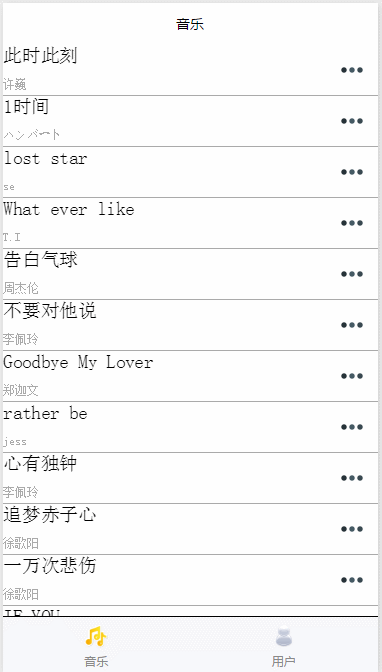 音乐
此时此刻
许巍
1时间
ハンバート
lost star
se
What ever like
T.I
告白气球
周杰伦
不要对他说
李佩玲
Goodbye My Lover
郑迦文
rather be
jess
心有独钟
李佩玲
追梦赤子心
徐歌阳
一万次悲伤
徐歌阳
IF YOU
音乐
用户